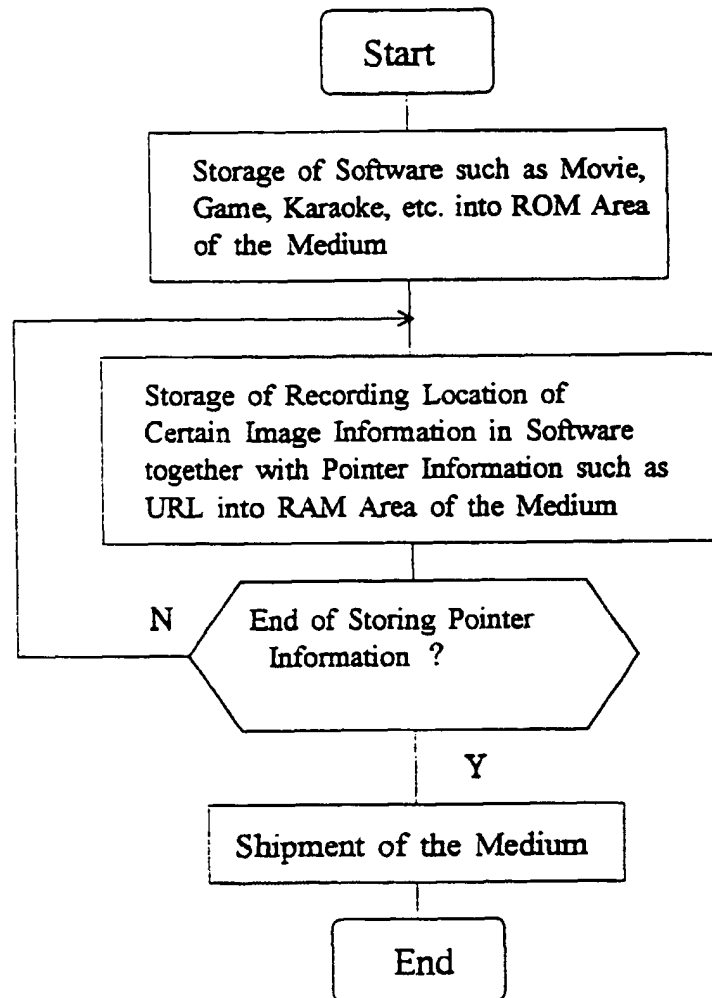 Start
Storage of Software such as Movie,
Game, Karaoke, etc. into ROM Area
of the Medium
Storage of Recording Location of
Certain Image Information in Software
together with Pointer Information such as
URL into RAM Area of the Medium
N
End of Storing Pointer
Information ?
Y
Shipment of the Medium
End